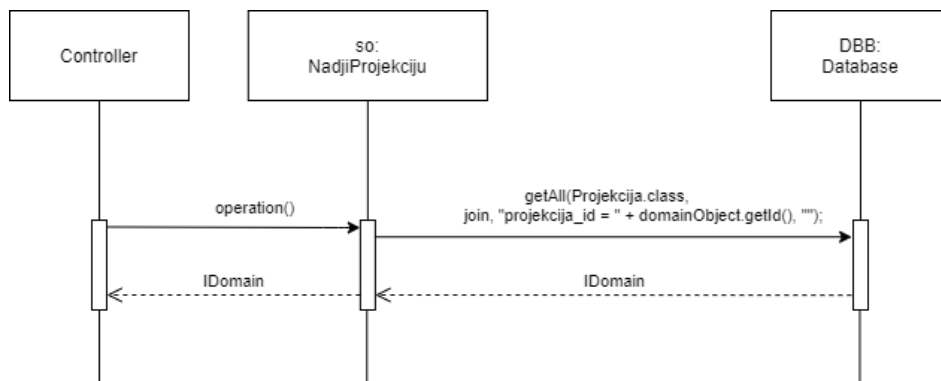 Controller
so:
NadjiProjekciju
DBB:
Database
operation()
getAll(Projekcija.class,
join, "projekcija_id = " + domainObject.getId(), "");
IDomain
IDomain